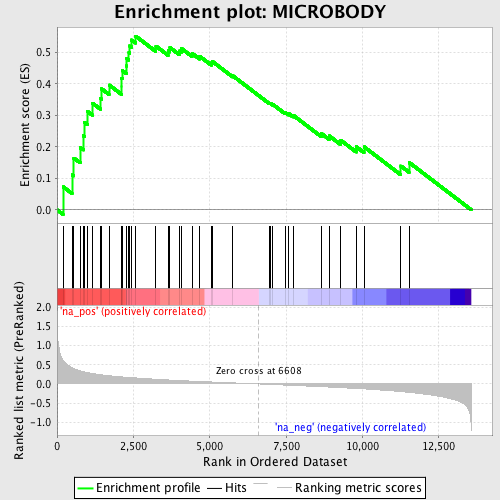 Enrichment plot: MICROBODY
Enrichment score (ES)
0.5
0.4
0.3
0.2
0.1
0.0
'na_pos' (positively correlated)
Ranked list metric (PreRanked)
2.0
1.5
1.0
0.5
0.0
-0.5
-1.0
Zero cross at 6608
'na_neg' (negatively correlated)
0 2,500 5,000 7,500 10,000 12,500
Rank in Ordered Dataset
Enrichment profile Hits Ranking metric scores